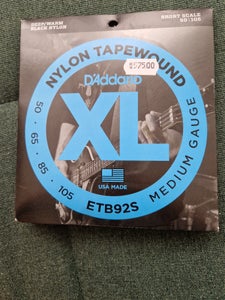 DEEP/WARM
BLACK NYLON
SHORT SCALE
50-105
NYLON TAPEWOUND
D'Addario
XL
USA MADE
50 · 65 · 85 · 105
ETB92S
MEDIUM GAUGE